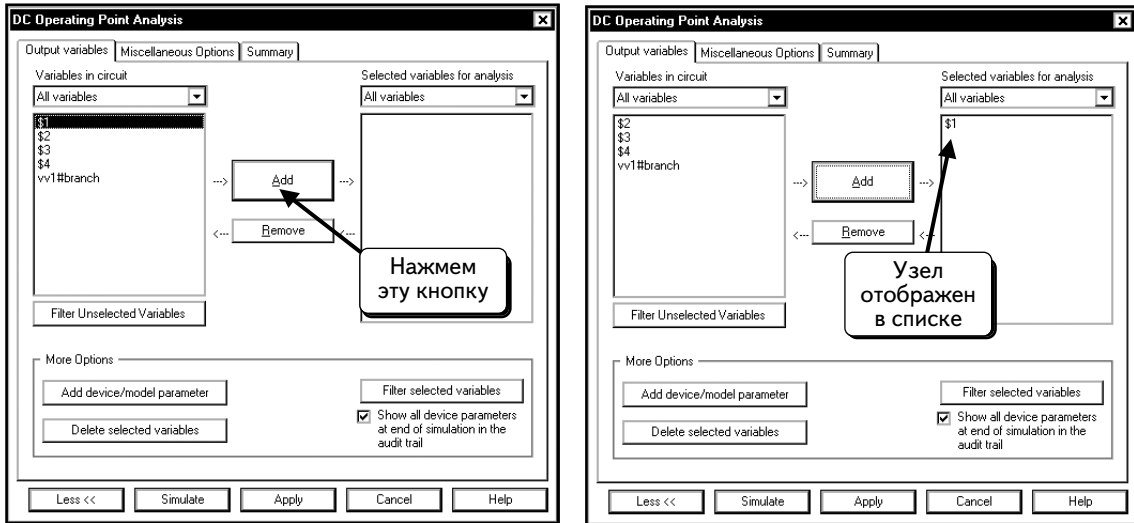 DC Operating Point Analysis
Output variables Miscellaneous Options Summary
Variables in circuit
All variables
$1
$2
$3
$4
vv1#branch
Filter Unselected Variables
--->
Add
--->
<---
Remove
<---
Selected variables for analysis
All variables
Нажмем
эту кнопку
More Options
Add device/model parameter
Delete selected variables
Filter selected variables
Show all device parameters
at end of simulation in the
audit trail
Less << Simulate Apply Cancel Help
DC Operating Point Analysis
Output variables Miscellaneous Options Summary
Variables in circuit
All variables
$2
$3
$4
vv1#branch
Filter Unselected Variables
--->
Add
--->
<---
Remove
<---
Selected variables for analysis
All variables
$1
Узел
отображен
в списке
More Options
Add device/model parameter
Delete selected variables
Filter selected variables
Show all device parameters
at end of simulation in the
audit trail
Less << Simulate Apply Cancel Help